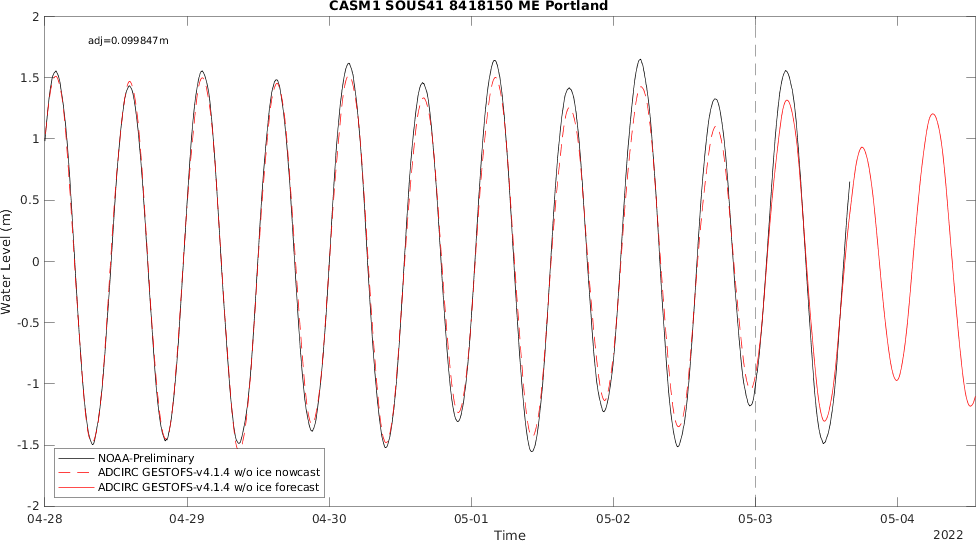 CASM1 SOUS41 8418150 ME Portland
adj=0.099847m
2
1.5
1
0.5
0
-0.5
-1
-1.5
-2
Water Level (m)
NOAA-Preliminary
ADCIRC GESTOFS-v4.1.4 w/o ice nowcast
ADCIRC GESTOFS-v4.1.4 w/o ice forecast
04-28 04-29 04-30 05-01 05-02 05-03 05-04
Time
2022